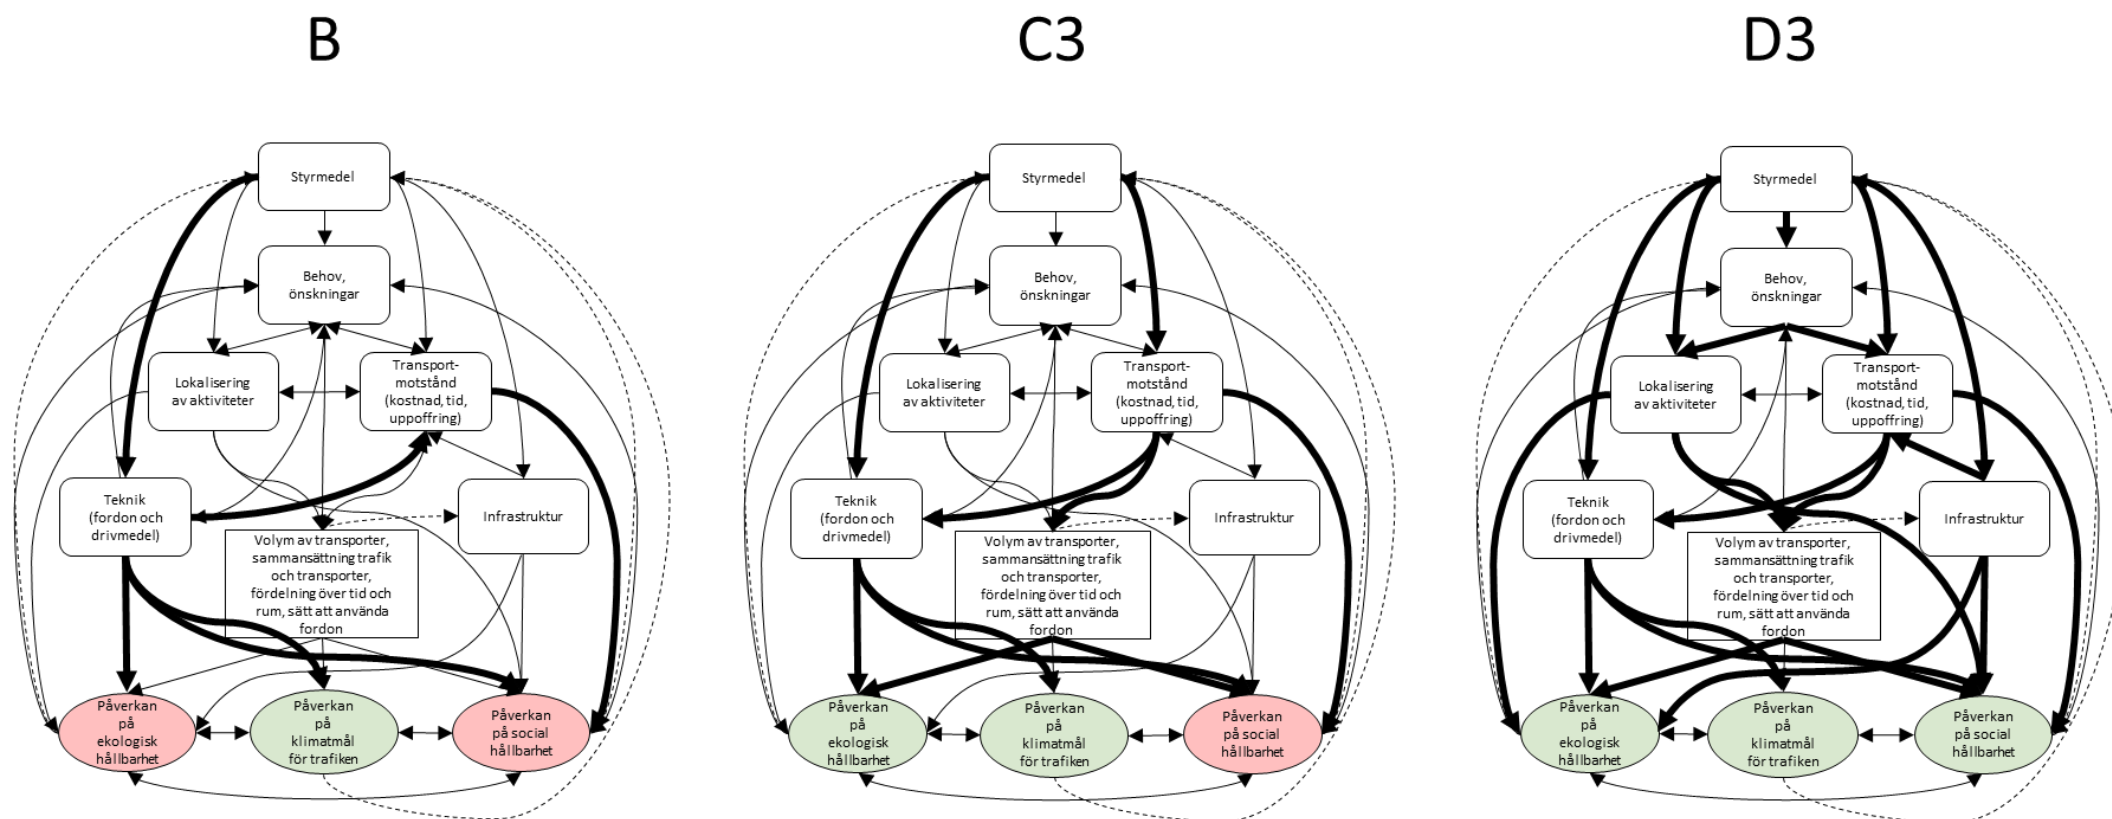 B
Styrmedel
Behov,
önskningar
Lokalisering
av aktiviteter
Transport-
motstånd
(kostnad, tid,
uppoffring)
Teknik
(fordon och
drivmedel)
Infrastruktur
Volym av transporter,
sammansättning trafik
och transporter,
fördelning över tid och
rum, sätt att använda
fordon
Påverkan
på
ekologisk
hållbarhet
Påverkan
på
klimatmål
för trafiken
Påverkan
på social
hållbarhet
C3
Styrmedel
Behov,
önskningar
Lokalisering
av aktiviteter
Transport-
motstånd
(kostnad, tid,
uppoffring)
Teknik
(fordon och
drivmedel)
Infrastruktur
Volym av transporter,
sammansättning trafik
och transporter,
fördelning över tid och
rum, sätt att använda
fordon
Påverkan
på
ekologisk
hållbarhet
Påverkan
på
klimatmål
för trafiken
Påverkan
på social
hållbarhet
D3
Styrmedel
Behov,
önskningar
Lokalisering
av aktiviteter
Transport-
motstånd
(kostnad, tid,
uppoffring)
Teknik
(fordon och
drivmedel)
Infrastruktur
Volym av transporter,
sammansättning trafik
och transporter,
fördelning över tid och
rum, sätt att använda
fordon
Påverkan
på
ekologisk
hållbarhet
Påverkan
på
klimatmål
för trafiken
Påverkan
på social
hållbarhet